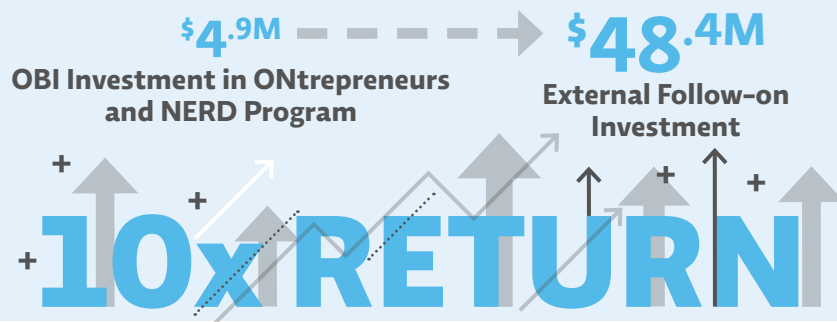 $4.9M
$48.4M
OBI Investment in ONtrepreneurs
and NERD Program
External Follow-on
Investment
10x RETURN